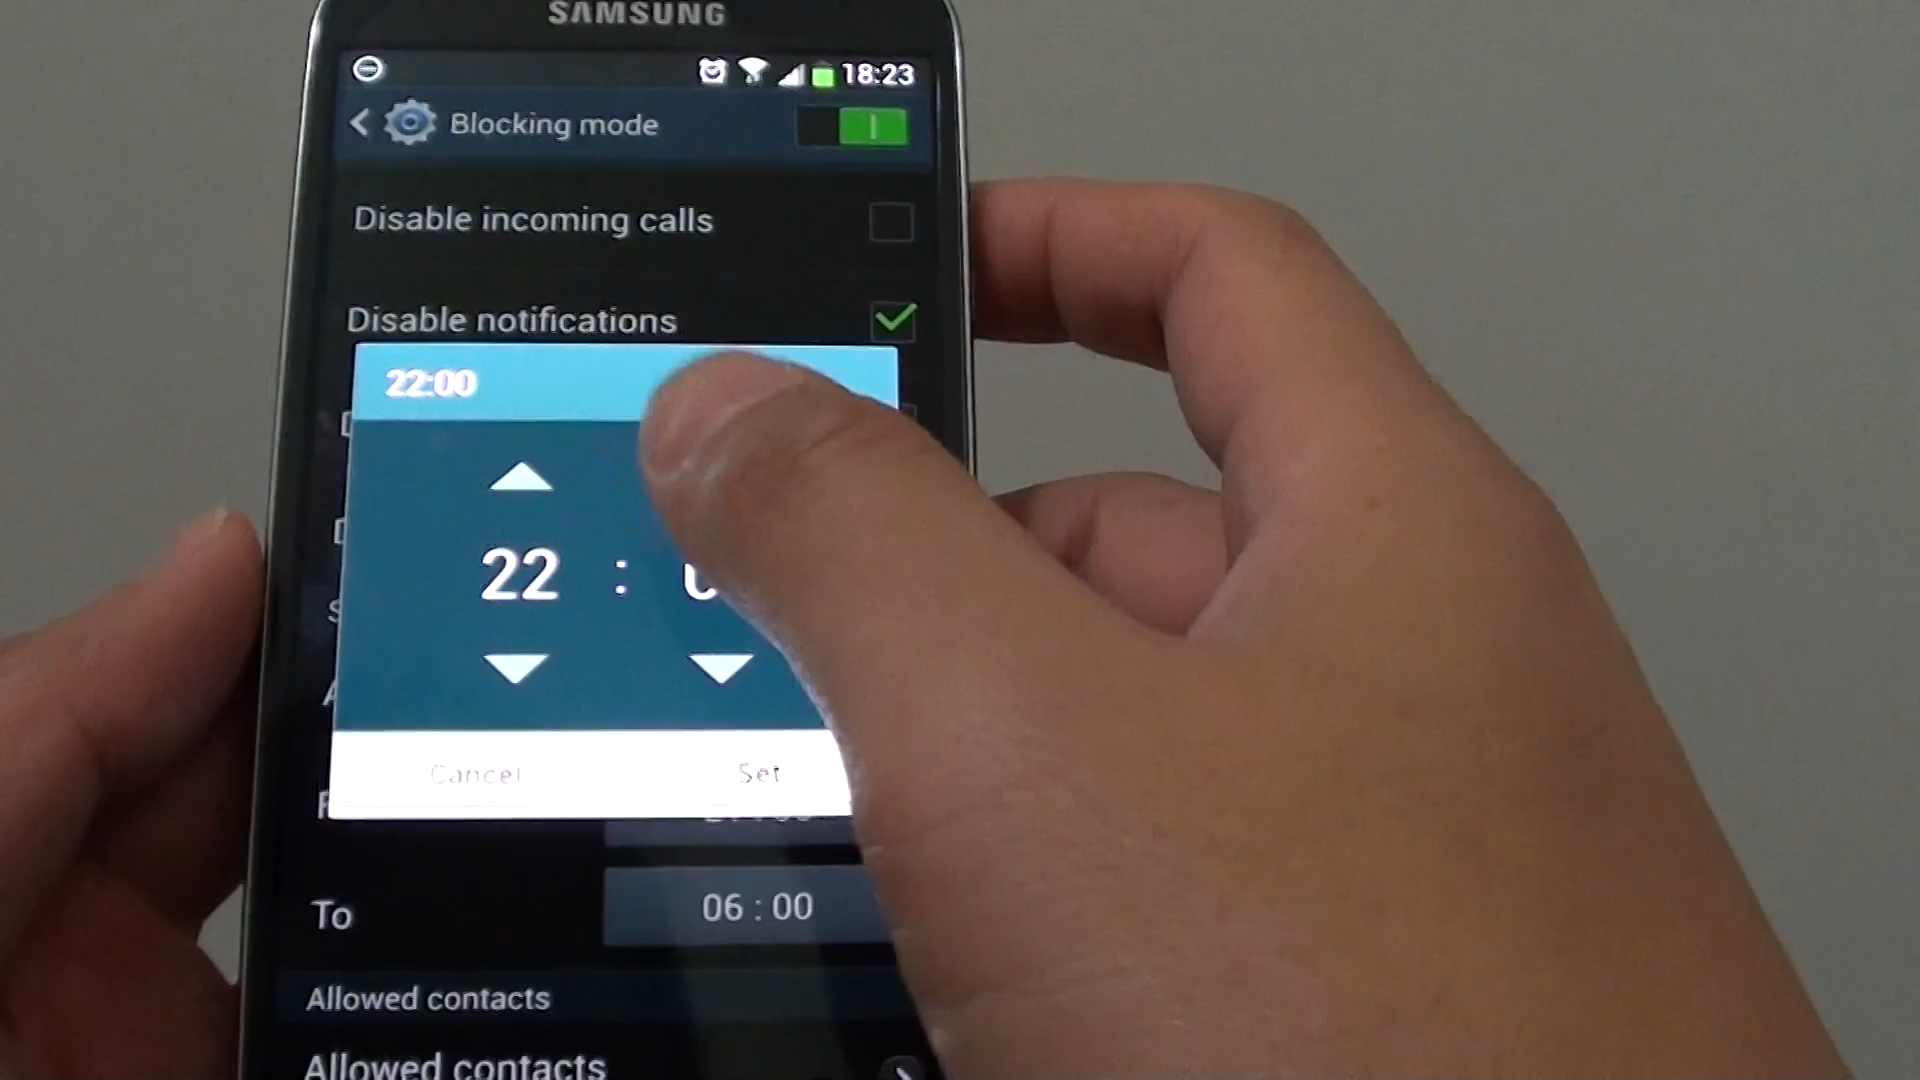 SAMSUNG
18:23
Blocking mode
Disable incoming calls
Disable notifications
22:00
22 :
Cancel Set
To 06 : 00
Allowed contacts
Allowed contacts